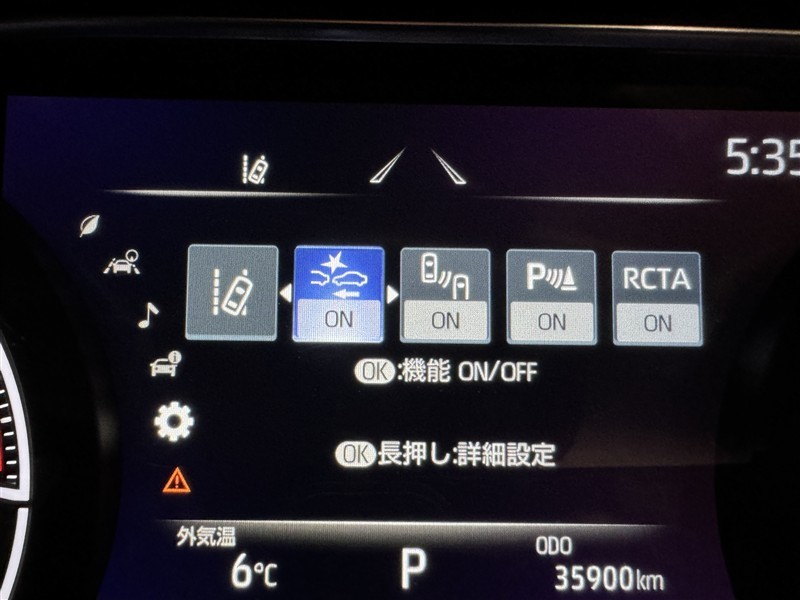 5:35
P RCTA
ON ON ON ON
OK:機能 ON/OFF
OK長押し:詳細設定
外気温 ODO
6℃ P 35900km